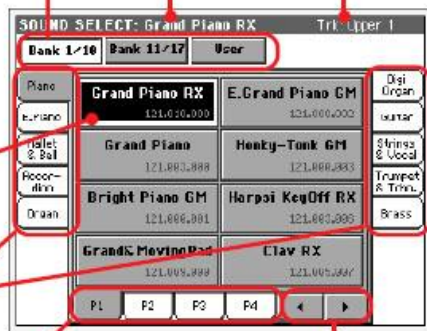 SOUND SELECT: Grand Piano RX Trk: Upper 1
Bank 1/10 Bank 11/17 User
Piano
E.Piano
Mallet & Bell
Accor-dion
Organ
Grand Piano RX
E.Grand Piano GM
Grand Piano
Honky-Tonk GM
Bright Piano GM
Harpsi KeyOff RX
Grand& MovingPad
Clav RX
Digi Organ
Guitar
Strings & Vocal
Trumpet & Trbn.
Brass
P1 P2 P3 P4